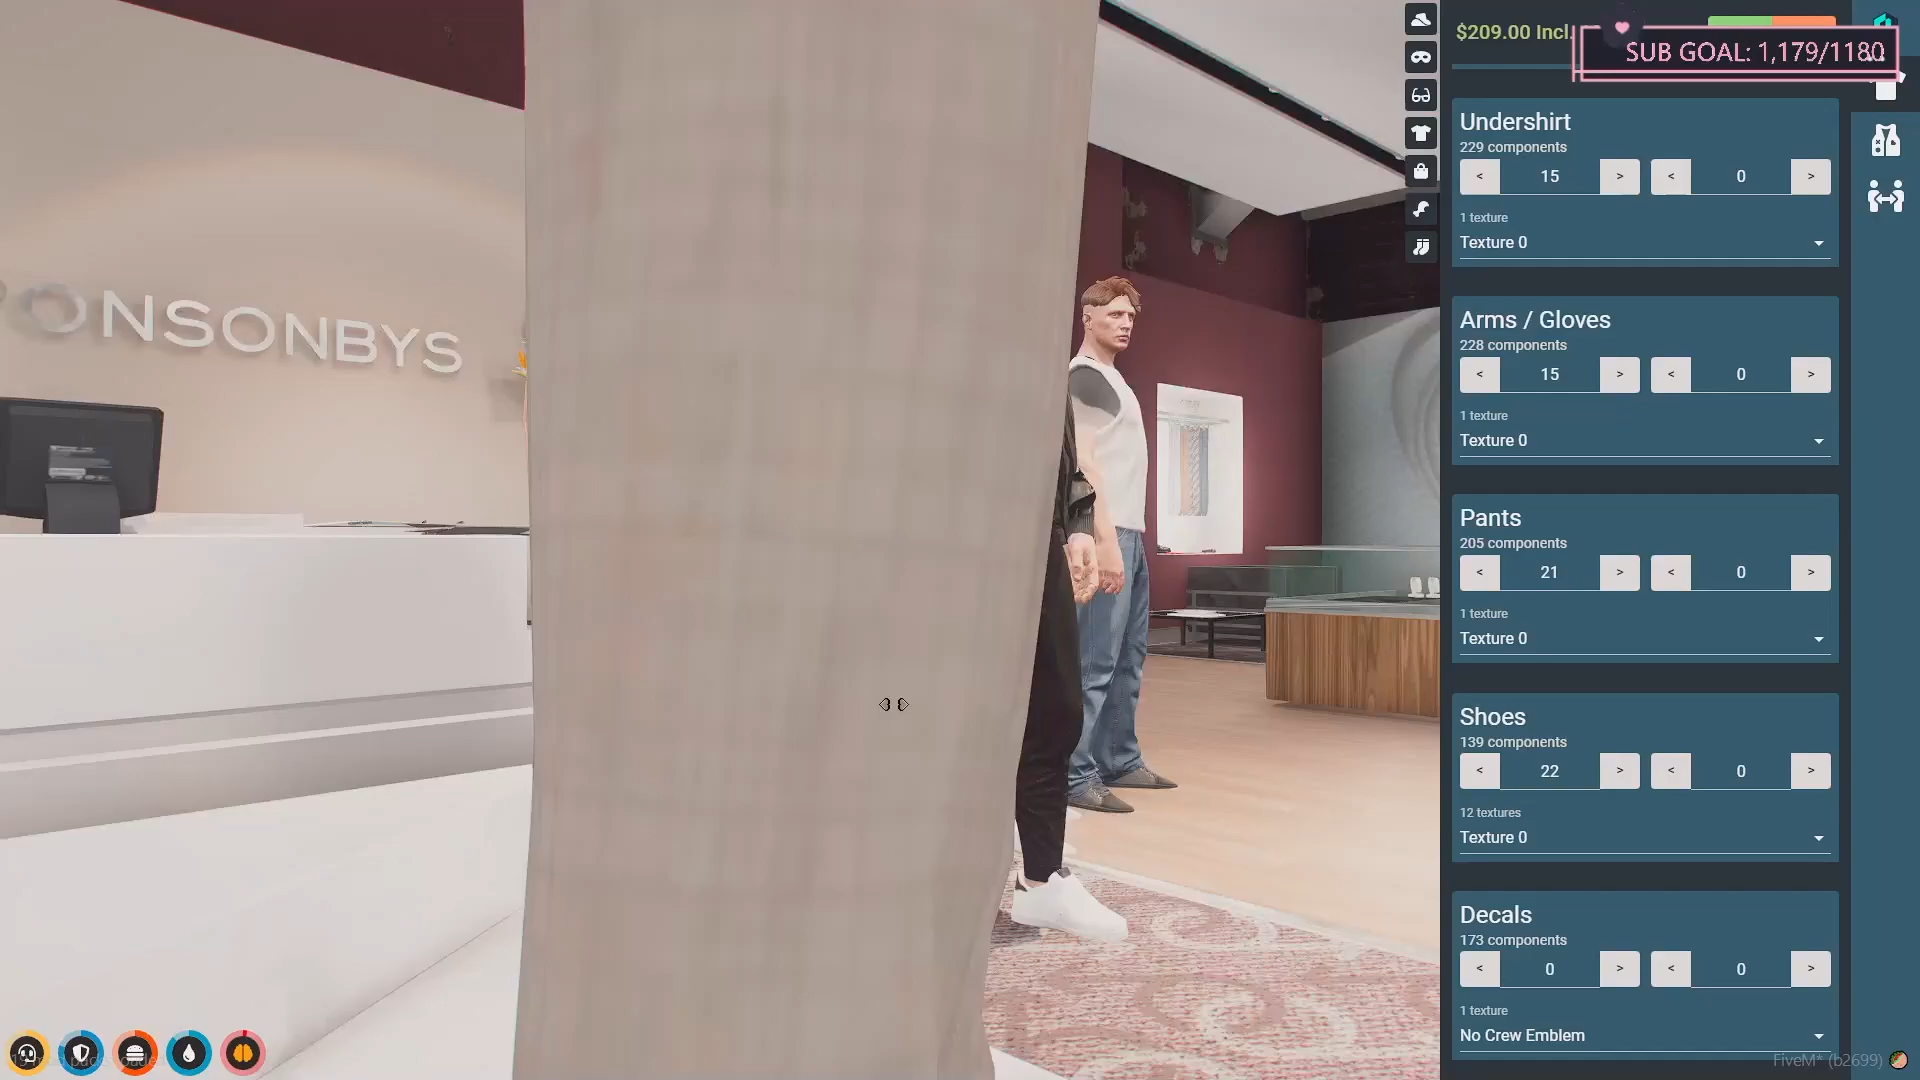 ONSONBYS
$209.00 Incl.
SUB GOAL: 1,179/1180
Undershirt
229 components
< 15 > < 0 >
1 texture
Texture 0
Arms / Gloves
228 components
< 15 > < 0 >
1 texture
Texture 0
Pants
205 components
< 21 > < 0 >
1 texture
Texture 0
Shoes
139 components
< 22 > < 0 >
12 textures
Texture 0
Decals
173 components
< 0 > < 0 >
1 texture
No Crew Emblem
FiveM* (b2699)